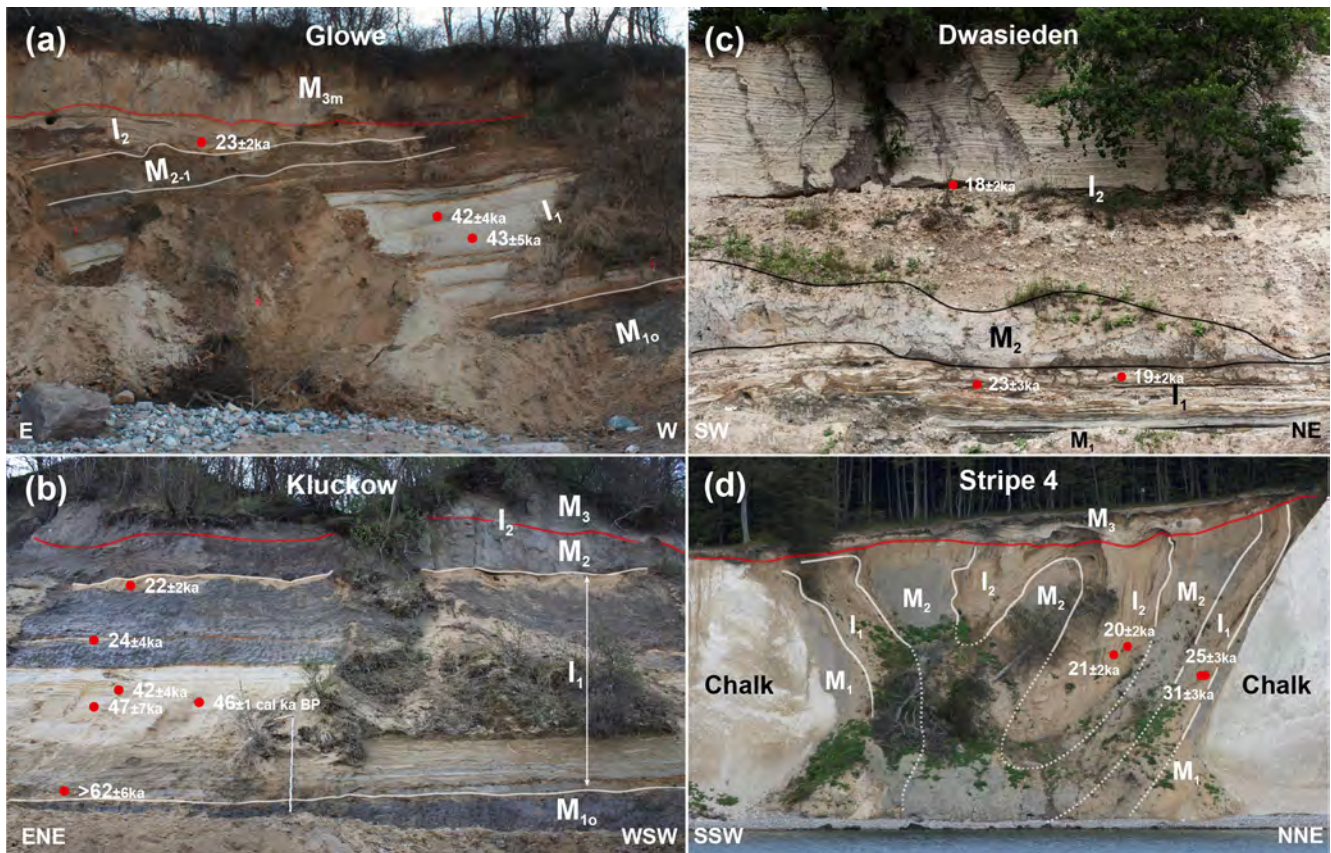 (a)
Glowe
M3m
I2
23±2ka
M2-1
42±4ka
I1
43±5ka
M1o
E
W
(c)
Dwasieden
18±2ka
I2
M2
23±3ka
19±2ka
I1
SW
M1
NE
(b)
Kluckow
M3
I2
M2
22±2ka
24±4ka
I1
42±4ka
47±7ka
46±1 cal ka BP
>62±6ka
M1o
ENE
WSW
(d)
Stripe 4
M3
I2
M2
M2
I2
M2
I1
I1
20±2ka
21±2ka
25±3ka
31±3ka
Chalk
M1
Chalk
M1
SSW
NNE